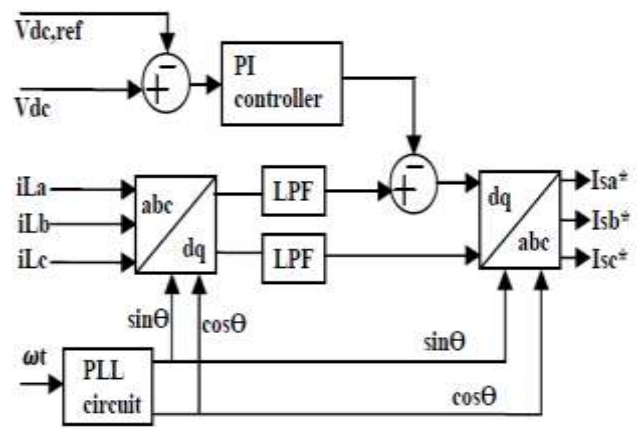 Vdc,ref
Vdc
PI
controller
iLa
iLb
iLc
abc
dq
LPF
LPF
dq
abc
Isa*
Isb*
Isc*
sinθ
cosθ
sinθ
cosθ
ωt
PLL
circuit